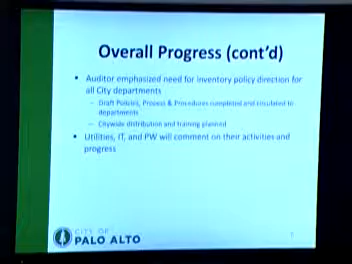 Overall Progress (cont'd)
• Auditor emphasized need for inventory policy direction for
all City departments
– Draft Policies, Process & Procedures completed and circulated to
departments
– Citywide distribution and training planned
• Utilities, IT, and PW will comment on their activities and
progress
CITY OF
PALO ALTO